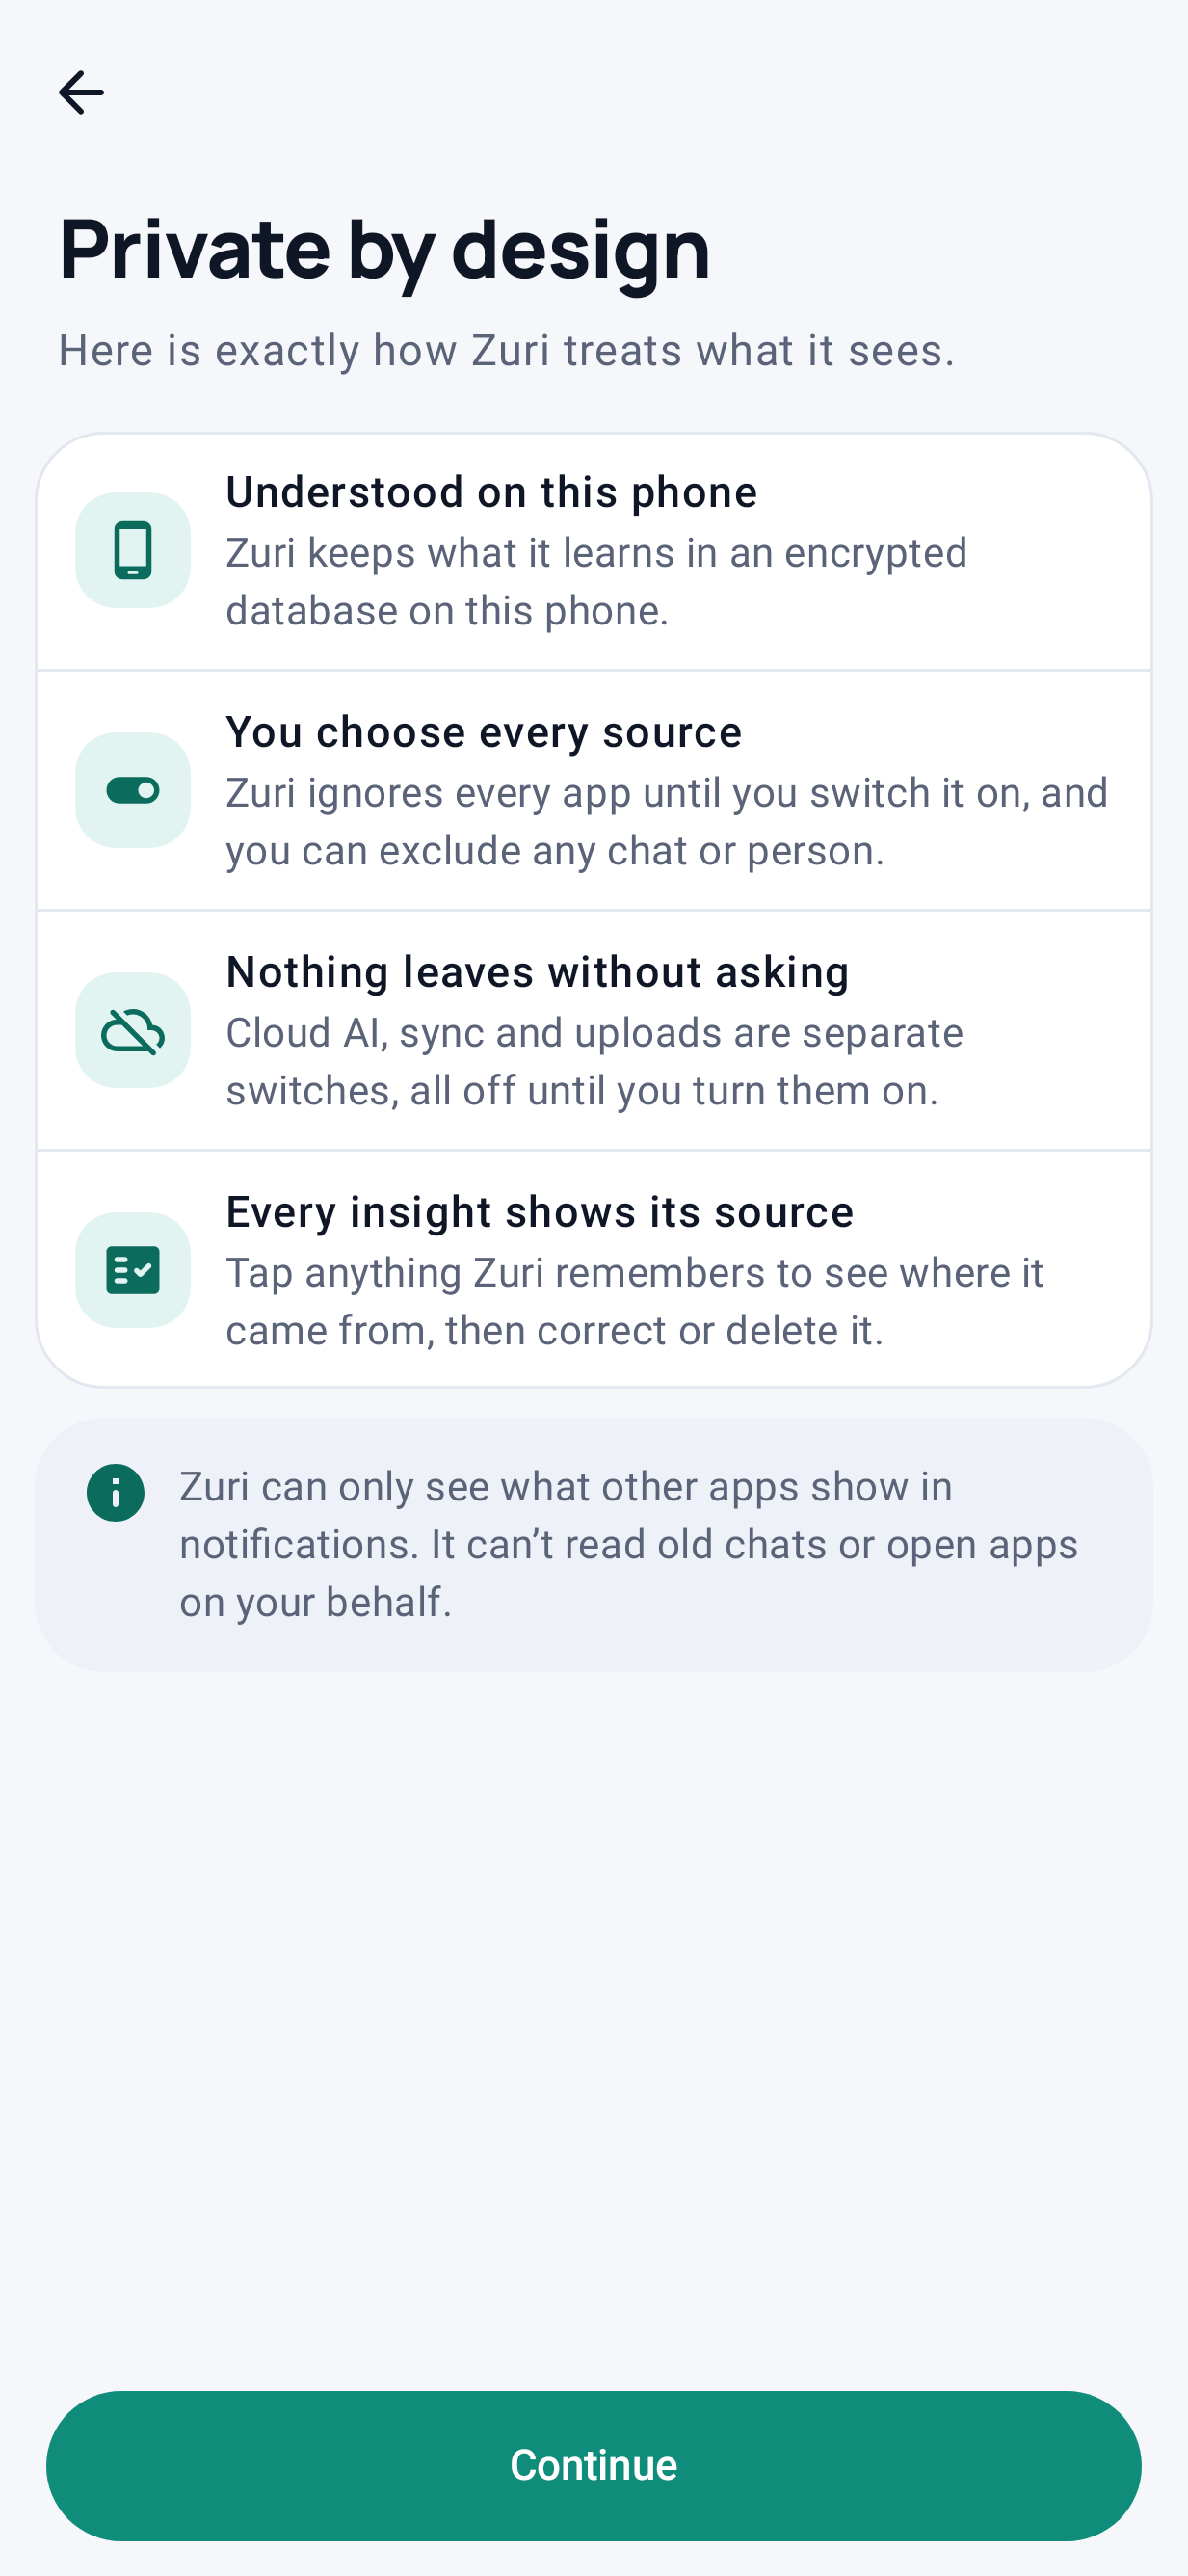 Private by design
Here is exactly how Zuri treats what it sees.
Understood on this phone
Zuri keeps what it learns in an encrypted
database on this phone.
You choose every source
Zuri ignores every app until you switch it on, and
you can exclude any chat or person.
Nothing leaves without asking
Cloud AI, sync and uploads are separate
switches, all off until you turn them on.
Every insight shows its source
Tap anything Zuri remembers to see where it
came from, then correct or delete it.
Zuri can only see what other apps show in
notifications. It can’t read old chats or open apps
on your behalf.
Continue